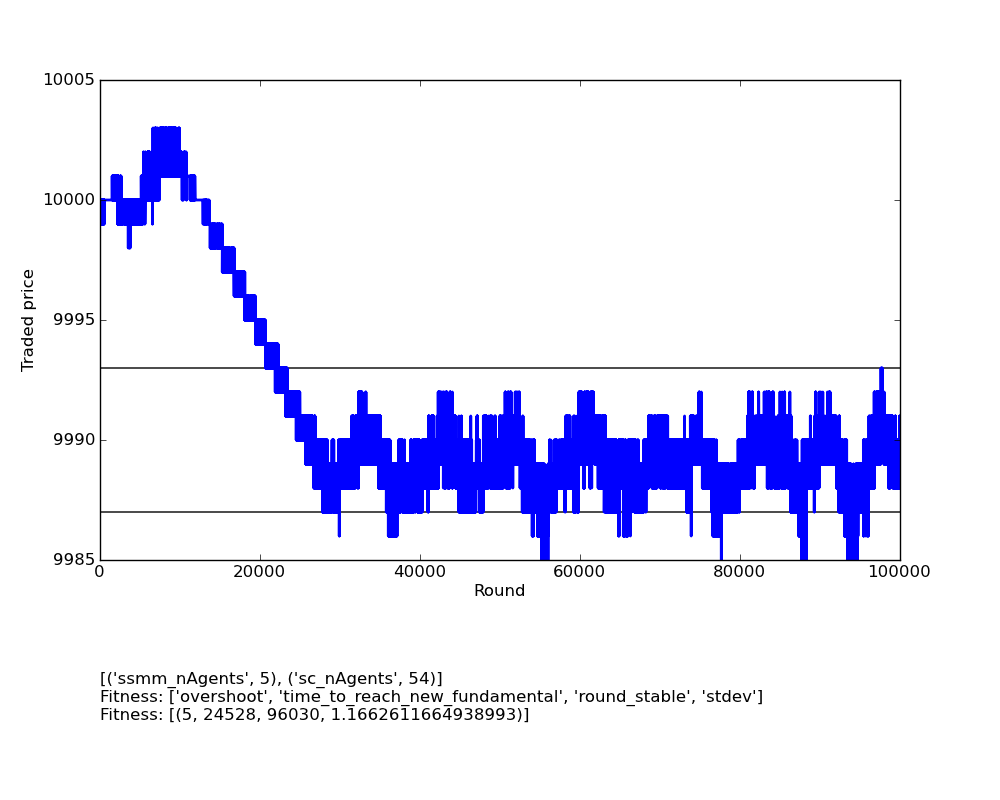 10005
10000
9995
9990
9985
Traded price
0 20000 40000 60000 80000 100000
Round
[('ssmm_nAgents', 5), ('sc_nAgents', 54)]
Fitness: ['overshoot', 'time_to_reach_new_fundamental', 'round_stable', 'stdev']
Fitness: [(5, 24528, 96030, 1.1662611664938993)]